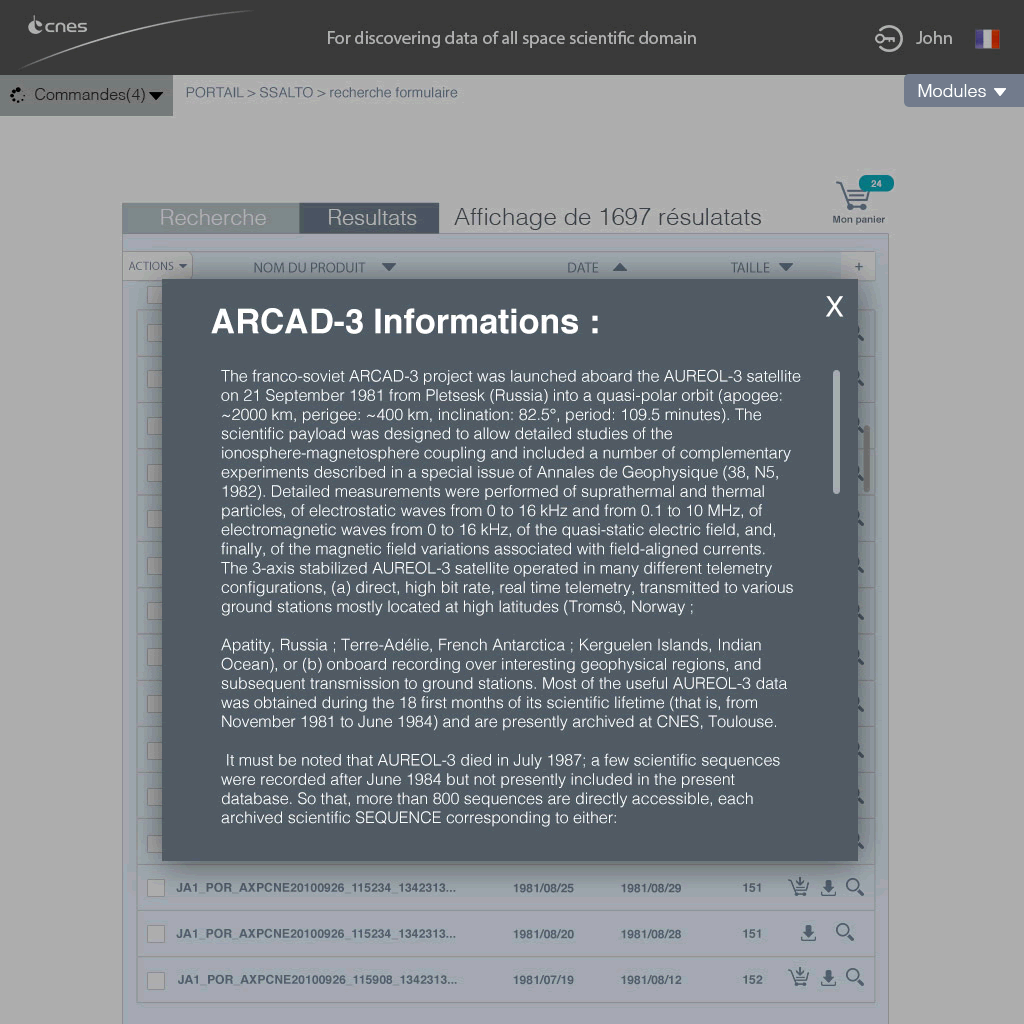 cnes
For discovering data of all space scientific domain
John
Commandes(4)
PORTAIL > SSALTO > recherche formulaire
Modules
24
Mon panier
Recherche
Resultats
Affichage de 1697 résulatats
ACTIONS
NOM DU PRODUIT
DATE
TAILLE
+
X
ARCAD-3 Informations :
The franco-soviet ARCAD-3 project was launched aboard the AUREOL-3 satellite
on 21 September 1981 from Pletsesk (Russia) into a quasi-polar orbit (apogee:
~2000 km, perigee: ~400 km, inclination: 82.5°, period: 109.5 minutes). The
scientific payload was designed to allow detailed studies of the
ionosphere-magnetosphere coupling and included a number of complementary
experiments described in a special issue of Annales de Geophysique (38, N5,
1982). Detailed measurements were performed of suprathermal and thermal
particles, of electrostatic waves from 0 to 16 kHz and from 0.1 to 10 MHz, of
electromagnetic waves from 0 to 16 kHz, of the quasi-static electric field, and,
finally, of the magnetic field variations associated with field-aligned currents.
The 3-axis stabilized AUREOL-3 satellite operated in many different telemetry
configurations, (a) direct, high bit rate, real time telemetry, transmitted to various
ground stations mostly located at high latitudes (Tromsö, Norway ;
Apatity, Russia ; Terre-Adélie, French Antarctica ; Kerguelen Islands, Indian
Ocean), or (b) onboard recording over interesting geophysical regions, and
subsequent transmission to ground stations. Most of the useful AUREOL-3 data
was obtained during the 18 first months of its scientific lifetime (that is, from
November 1981 to June 1984) and are presently archived at CNES, Toulouse.
It must be noted that AUREOL-3 died in July 1987; a few scientific sequences
were recorded after June 1984 but not presently included in the present
database. So that, more than 800 sequences are directly accessible, each
archived scientific SEQUENCE corresponding to either:
JA1_POR_AXPCNE20100926_115234_1342313... 1981/08/25 1981/08/29 151
JA1_POR_AXPCNE20100926_115234_1342313... 1981/08/20 1981/08/28 151
JA1_POR_AXPCNE20100926_115908_1342313... 1981/07/19 1981/08/12 152